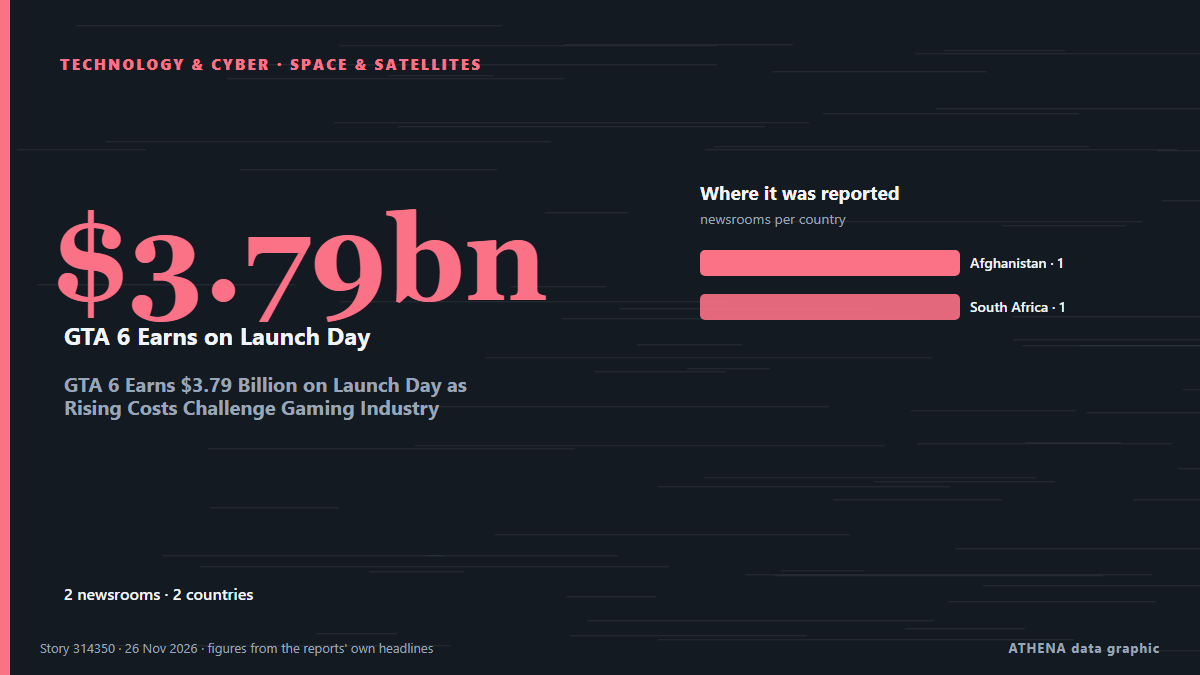 TECHNOLOGY & CYBER · SPACE & SATELLITES
$3.79bn
GTA 6 Earns on Launch Day
GTA 6 Earns $3.79 Billion on Launch Day as
Rising Costs Challenge Gaming Industry
Where it was reported
newsrooms per country
Afghanistan · 1
South Africa · 1
2 newsrooms · 2 countries
Story 314350 · 26 Nov 2026 · figures from the reports' own headlines
ATHENA data graphic